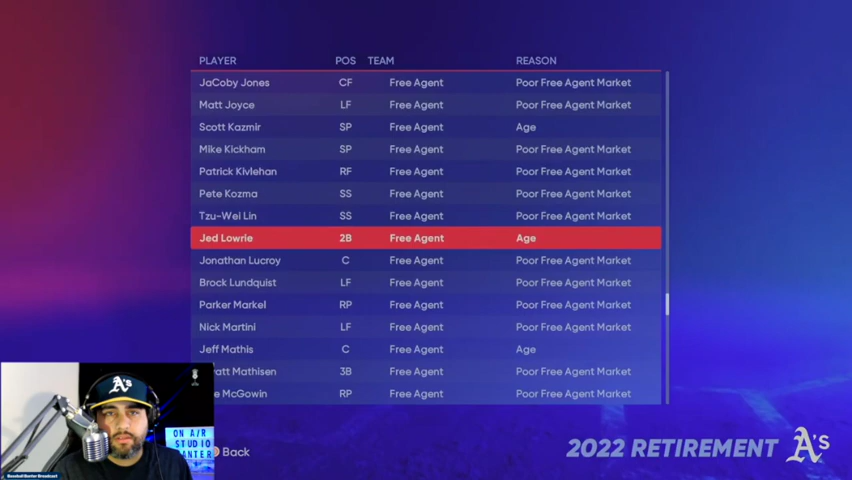 PLAYER POS TEAM REASON
JaCoby Jones CF Free Agent Poor Free Agent Market
Matt Joyce LF Free Agent Poor Free Agent Market
Scott Kazmir SP Free Agent Age
Mike Kickham SP Free Agent Poor Free Agent Market
Patrick Kivlehan RF Free Agent Poor Free Agent Market
Pete Kozma SS Free Agent Poor Free Agent Market
Tzu-Wei Lin SS Free Agent Poor Free Agent Market
Jed Lowrie 2B Free Agent Age
Jonathan Lucroy C Free Agent Poor Free Agent Market
Brock Lundquist LF Free Agent Poor Free Agent Market
Parker Markel RP Free Agent Poor Free Agent Market
Nick Martini LF Free Agent Poor Free Agent Market
Jeff Mathis C Free Agent Age
Mathisen 3B Free Agent Poor Free Agent Market
McGowin RP Free Agent Poor Free Agent Market
A's
ON A/R
STUDIO
ANTER
Back
2022 RETIREMENT A's
Baseball Banter Broadcast